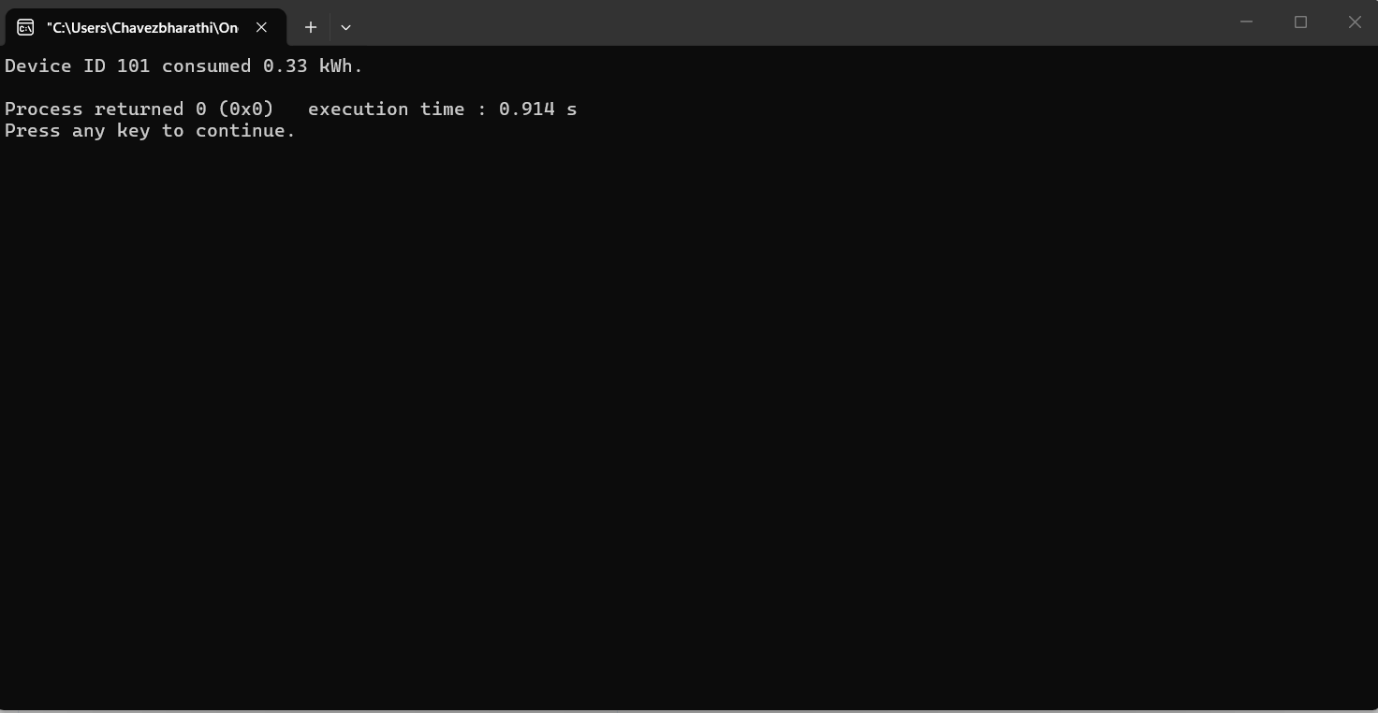 "C:\Users\Chavezbharathi\On
Device ID 101 consumed 0.33 kWh.
Process returned 0 (0x0)   execution time : 0.914 s
Press any key to continue.